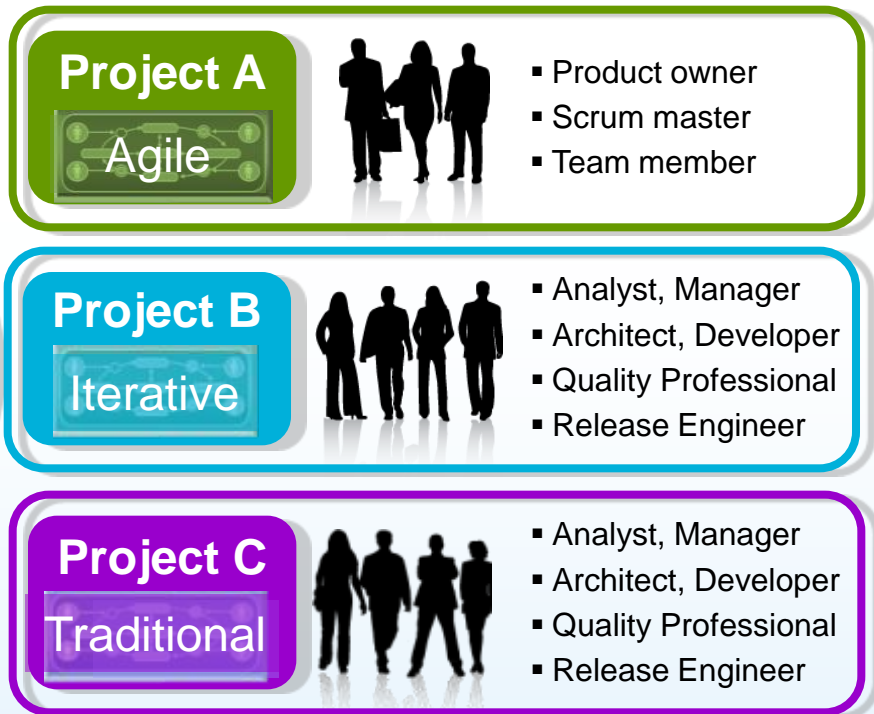 Project A
Agile
▪ Product owner
▪ Scrum master
▪ Team member
Project B
Iterative
▪ Analyst, Manager
▪ Architect, Developer
▪ Quality Professional
▪ Release Engineer
Project C
Traditional
▪ Analyst, Manager
▪ Architect, Developer
▪ Quality Professional
▪ Release Engineer